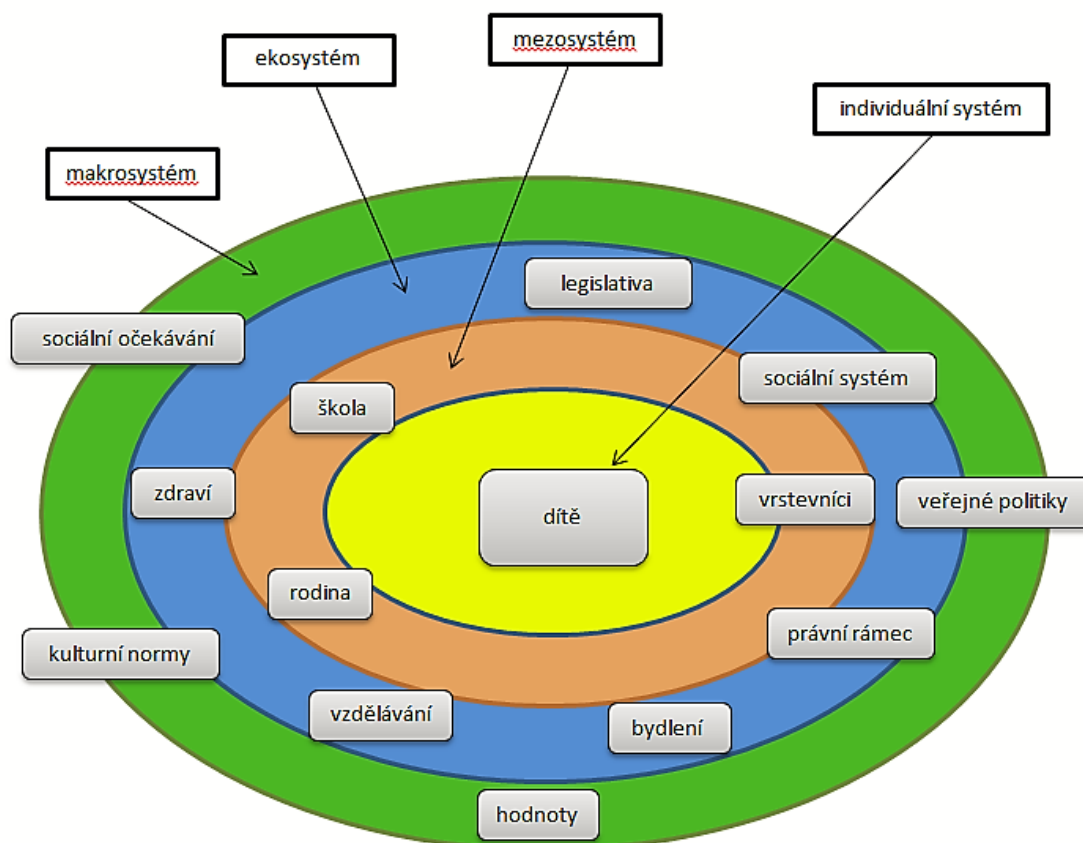 mezosystém
ekosystém
individuální systém
makrosystém
legislativa
sociální očekávání
sociální systém
škola
zdraví
vrstevníci
veřejné politiky
dítě
rodina
právní rámec
kulturní normy
vzdělávání
bydlení
hodnoty